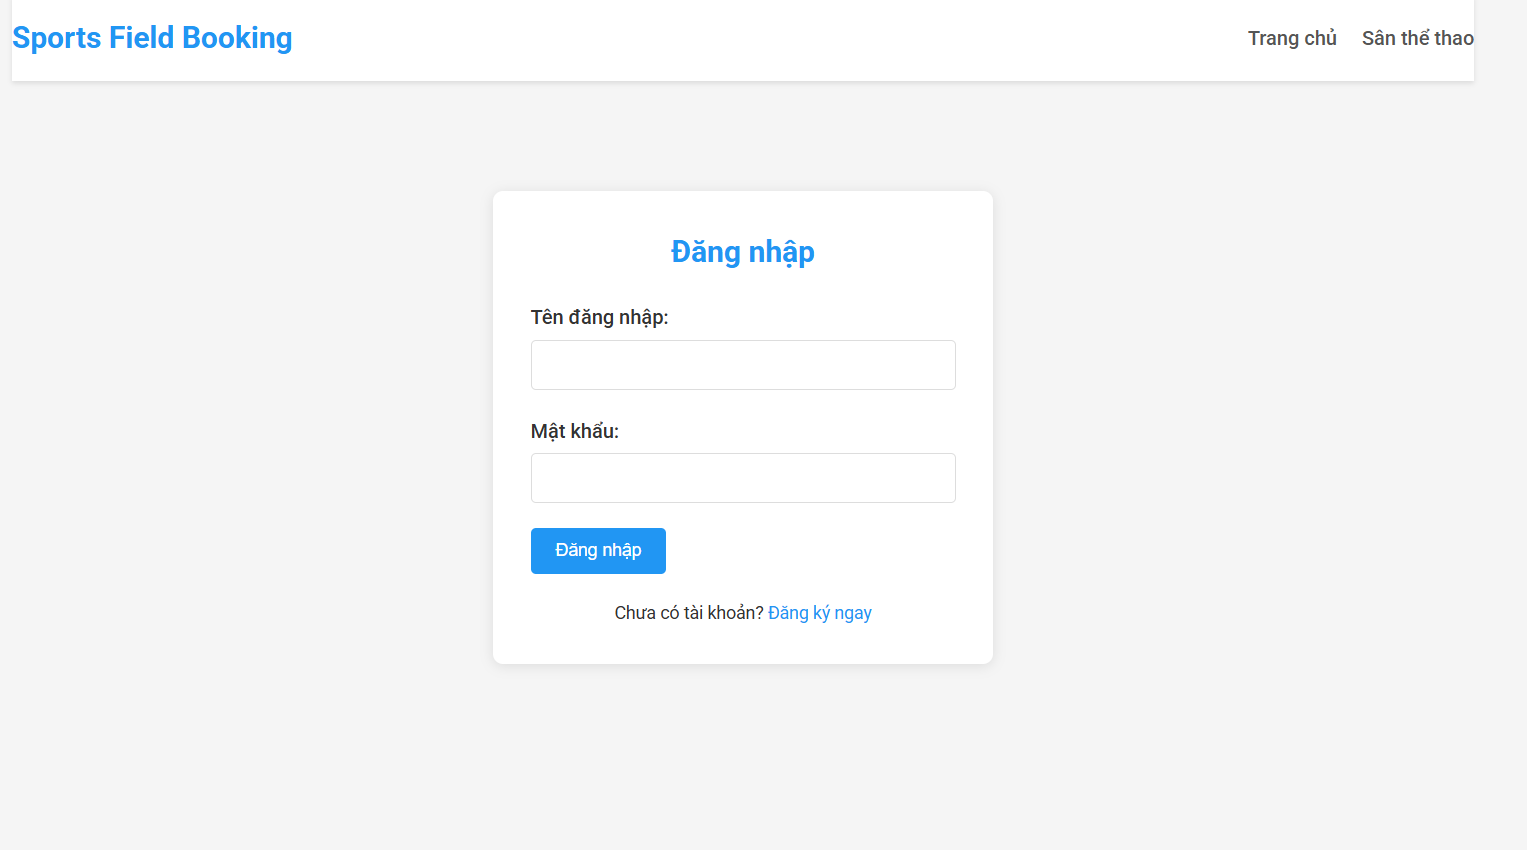 Sports Field Booking
Trang chủ Sân thể thao
Đăng nhập
Tên đăng nhập:
Mật khẩu:
Đăng nhập
Chưa có tài khoản? Đăng ký ngay